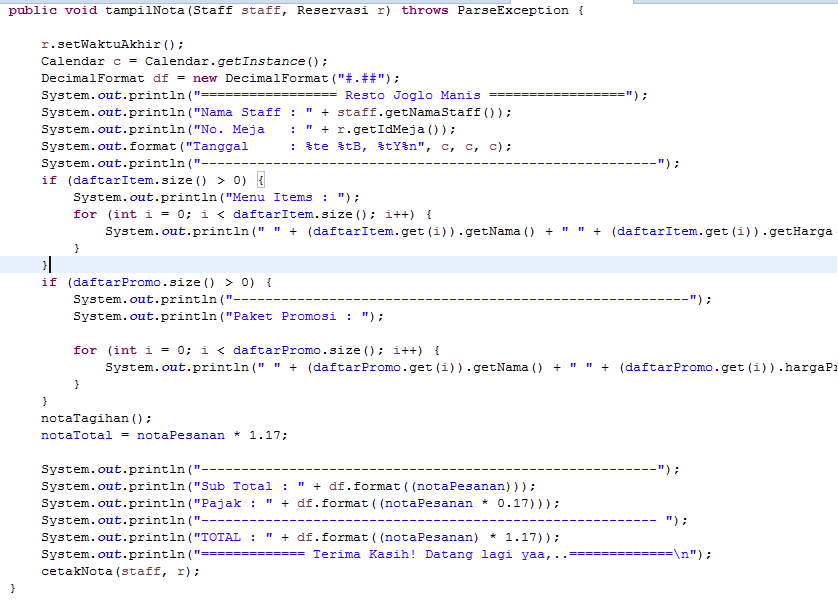 public void tampilNota(Staff staff, Reservasi r) throws ParseException {
r.setWaktuAkhir();
Calendar c = Calendar.getInstance();
DecimalFormat df = new DecimalFormat("#.##");
System.out.println("================= Resto Joglo Manis =================");
System.out.println("Nama Staff : " + staff.getNamaStaff());
System.out.println("No. Meja   : " + r.getIdMeja());
System.out.format("Tanggal     : %te %tB, %tY%n", c, c, c);
System.out.println("---------------------------------------------------------");
if (daftarItem.size() > 0) {
System.out.println("Menu Items : ");
for (int i = 0; i < daftarItem.size(); i++) {
System.out.println(" " + (daftarItem.get(i)).getNama() + " " + (daftarItem.get(i)).getHarga
}
}
if (daftarPromo.size() > 0) {
System.out.println("---------------------------------------------------------");
System.out.println("Paket Promosi : ");
for (int i = 0; i < daftarPromo.size(); i++) {
System.out.println(" " + (daftarPromo.get(i)).getNama() + " " + (daftarPromo.get(i)).hargaP
}
}
notaTagihan();
notaTotal = notaPesanan * 1.17;
System.out.println("---------------------------------------------------------");
System.out.println("Sub Total : " + df.format((notaPesanan)));
System.out.println("Pajak : " + df.format((notaPesanan * 0.17)));
System.out.println("--------------------------------------------------------- ");
System.out.println("TOTAL : " + df.format((notaPesanan) * 1.17));
System.out.println("============= Terima Kasih! Datang lagi yaa,..=============\n");
cetakNota(staff, r);
}